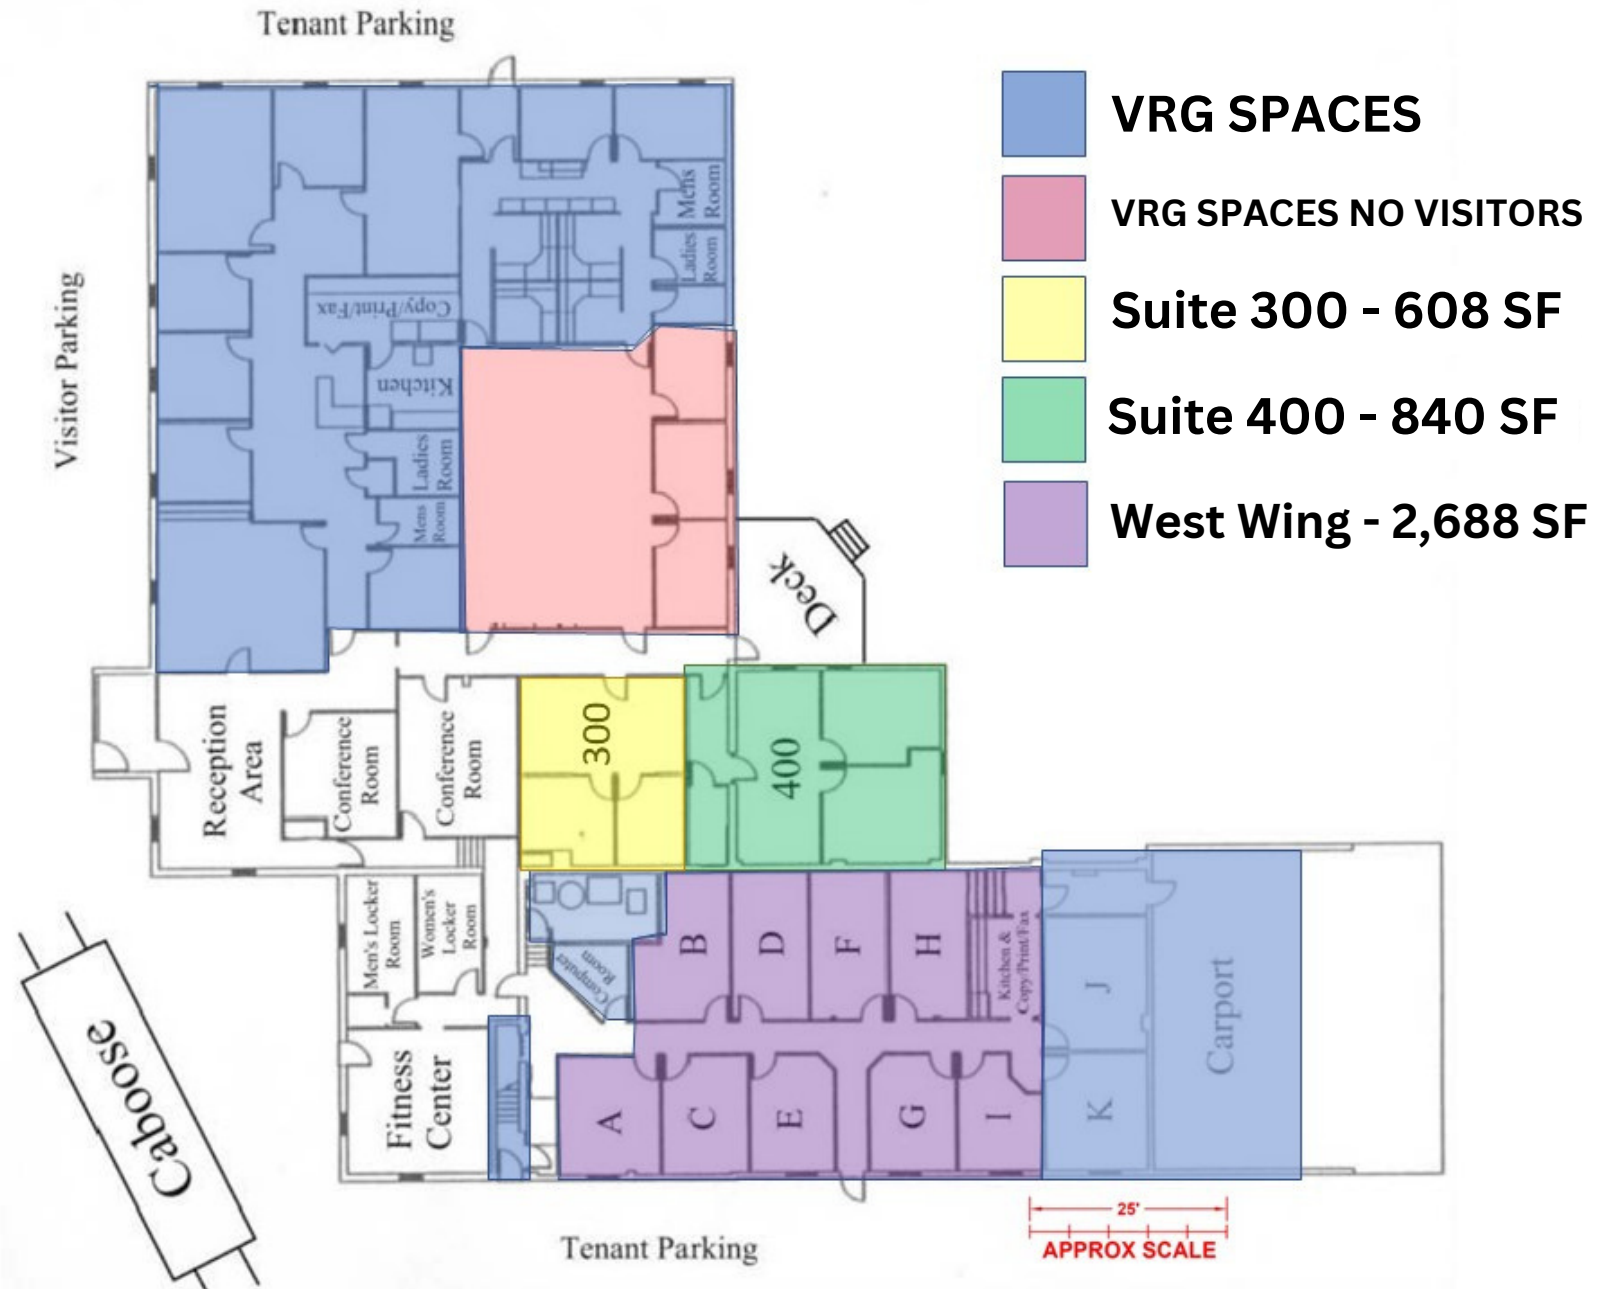 Tenant Parking
VRG SPACES
VRG SPACES NO VISITORS
Suite 300 - 608 SF
Suite 400 - 840 SF
West Wing - 2,688 SF
Visitor Parking
Mens
Room
Ladies
Room
Copy/Print/Fax
Kitchen
Ladies
Room
Mens
Room
Deck
Reception
Area
Conference
Room
Conference
Room
300
400
Men's Locker
Room
Women's
Locker
Room
Computer
Room
B
D
F
H
Kitchen &
Copy/Print/Fax
J
Carport
Caboose
Fitness
Center
A
C
E
G
I
K
25'
APPROX SCALE
Tenant Parking